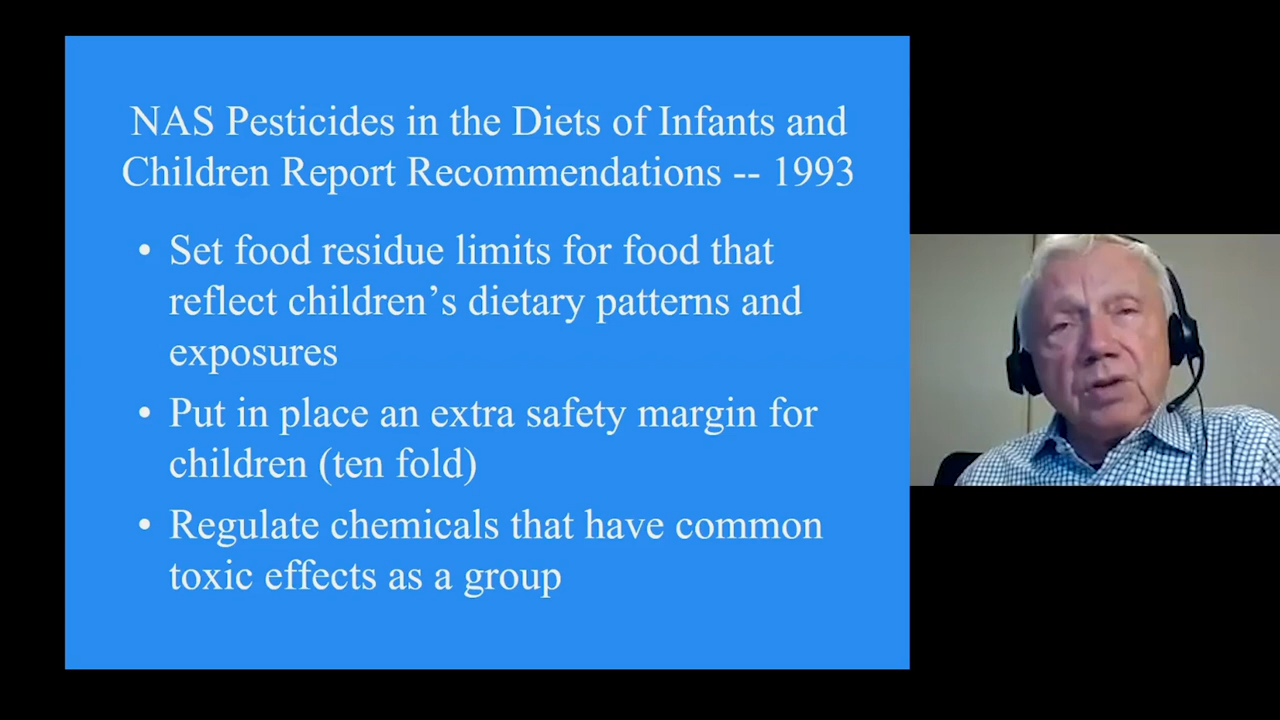 NAS Pesticides in the Diets of Infants and
Children Report Recommendations -- 1993
• Set food residue limits for food that
reflect children’s dietary patterns and
exposures
• Put in place an extra safety margin for
children (ten fold)
• Regulate chemicals that have common
toxic effects as a group